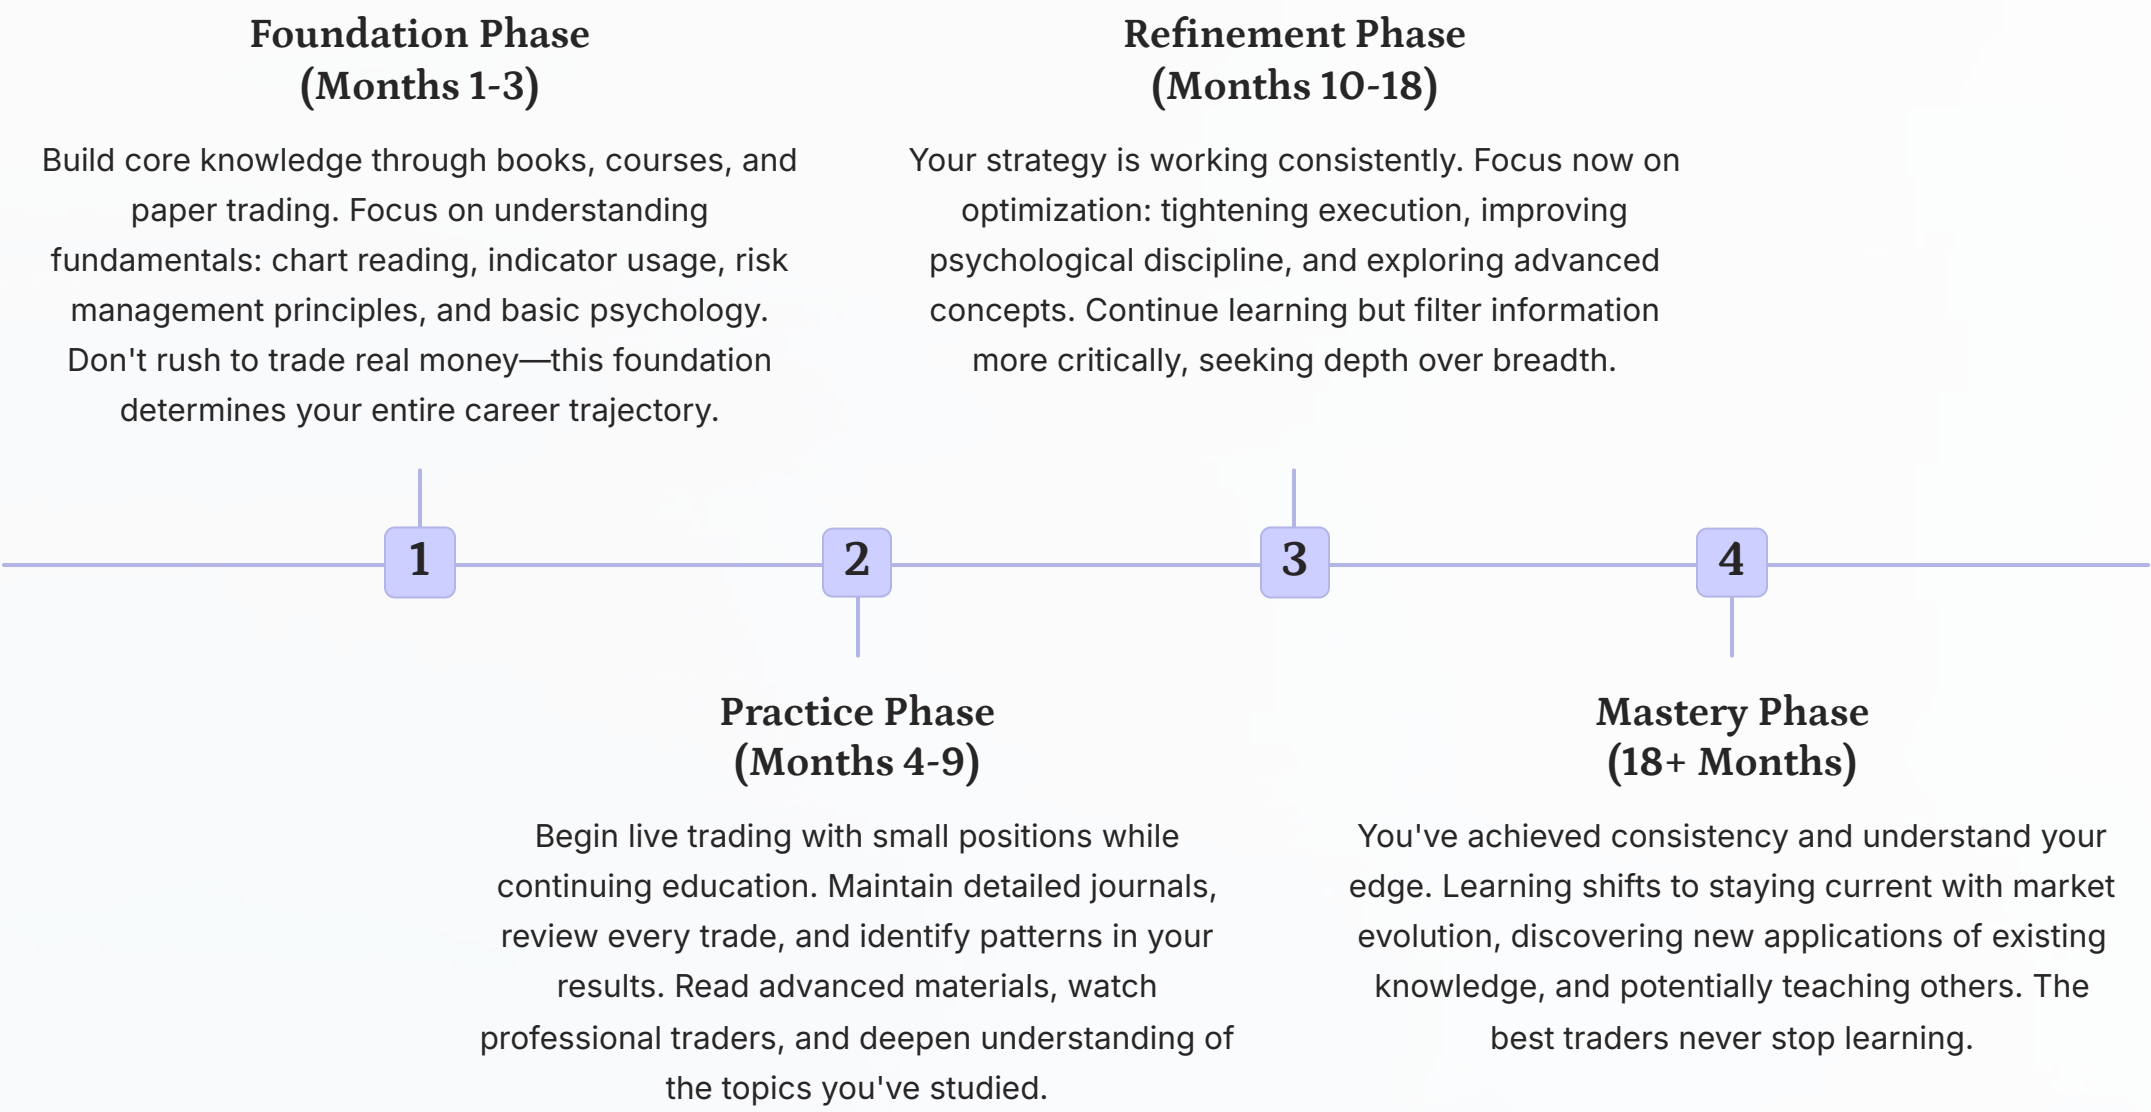 Foundation Phase
(Months 1-3)
Build core knowledge through books, courses, and
paper trading. Focus on understanding
fundamentals: chart reading, indicator usage, risk
management principles, and basic psychology.
Don't rush to trade real money—this foundation
determines your entire career trajectory.
Refinement Phase
(Months 10-18)
Your strategy is working consistently. Focus now on
optimization: tightening execution, improving
psychological discipline, and exploring advanced
concepts. Continue learning but filter information
more critically, seeking depth over breadth.
1
2
3
4
Practice Phase
(Months 4-9)
Begin live trading with small positions while
continuing education. Maintain detailed journals,
review every trade, and identify patterns in your
results. Read advanced materials, watch
professional traders, and deepen understanding of
the topics you've studied.
Mastery Phase
(18+ Months)
You've achieved consistency and understand your
edge. Learning shifts to staying current with market
evolution, discovering new applications of existing
knowledge, and potentially teaching others. The
best traders never stop learning.